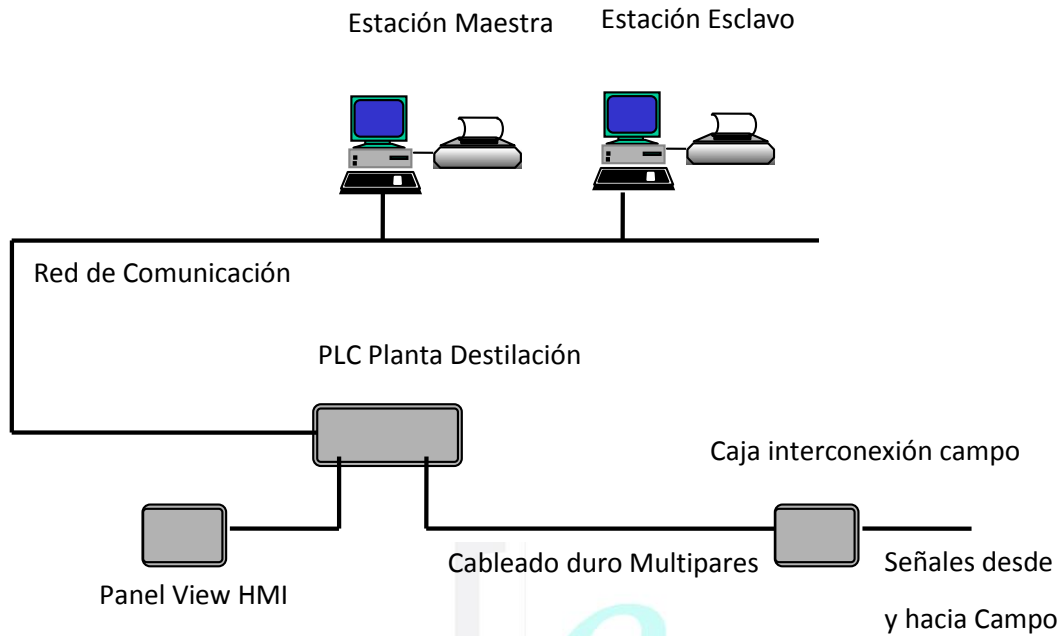 Estación Maestra
Estación Esclavo
Red de Comunicación
PLC Planta Destilación
Caja interconexión campo
Cableado duro Multipares
Señales desde
y hacia Campo
Panel View HMI